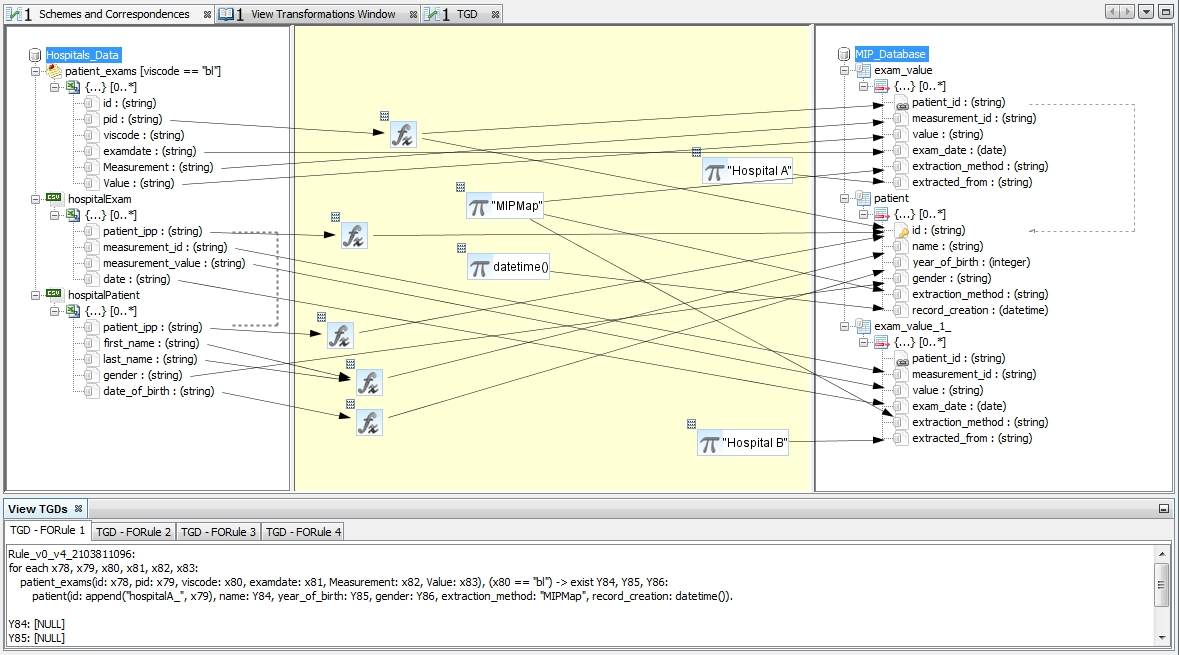 1 Schemes and Correspondences
1 View Transformations Window
1 TGD
Hospitals_Data
patient_exams [viscode == "bl"]
{...} [0..*]
id : (string)
pid : (string)
viscode : (string)
examdate : (string)
Measurement : (string)
Value : (string)
CSV hospitalExam
{...} [0..*]
patient_ipp : (string)
measurement_id : (string)
measurement_value : (string)
date : (string)
CSV hospitalPatient
{...} [0..*]
patient_ipp : (string)
first_name : (string)
last_name : (string)
gender : (string)
date_of_birth : (string)
fx
π "Hospital A"
π "MIPMap"
fx
π datetime()
fx
fx
fx
π "Hospital B"
MIP_Database
exam_value
{...} [0..*]
patient_id : (string)
measurement_id : (string)
value : (string)
exam_date : (date)
extraction_method : (string)
extracted_from : (string)
patient
{...} [0..*]
id : (string)
name : (string)
year_of_birth : (integer)
gender : (string)
extraction_method : (string)
record_creation : (datetime)
exam_value_1_
{...} [0..*]
patient_id : (string)
measurement_id : (string)
value : (string)
exam_date : (date)
extraction_method : (string)
extracted_from : (string)
View TGDs
TGD - FORule 1
TGD - FORule 2
TGD - FORule 3
TGD - FORule 4
Rule_v0_v4_2103811096:
for each x78, x79, x80, x81, x82, x83:
patient_exams(id: x78, pid: x79, viscode: x80, examdate: x81, Measurement: x82, Value: x83), (x80 == "bl") -> exist Y84, Y85, Y86:
patient(id: append("hospitalA_", x79), name: Y84, year_of_birth: Y85, gender: Y86, extraction_method: "MIPMap", record_creation: datetime()).
Y84: [NULL]
Y85: [NULL]